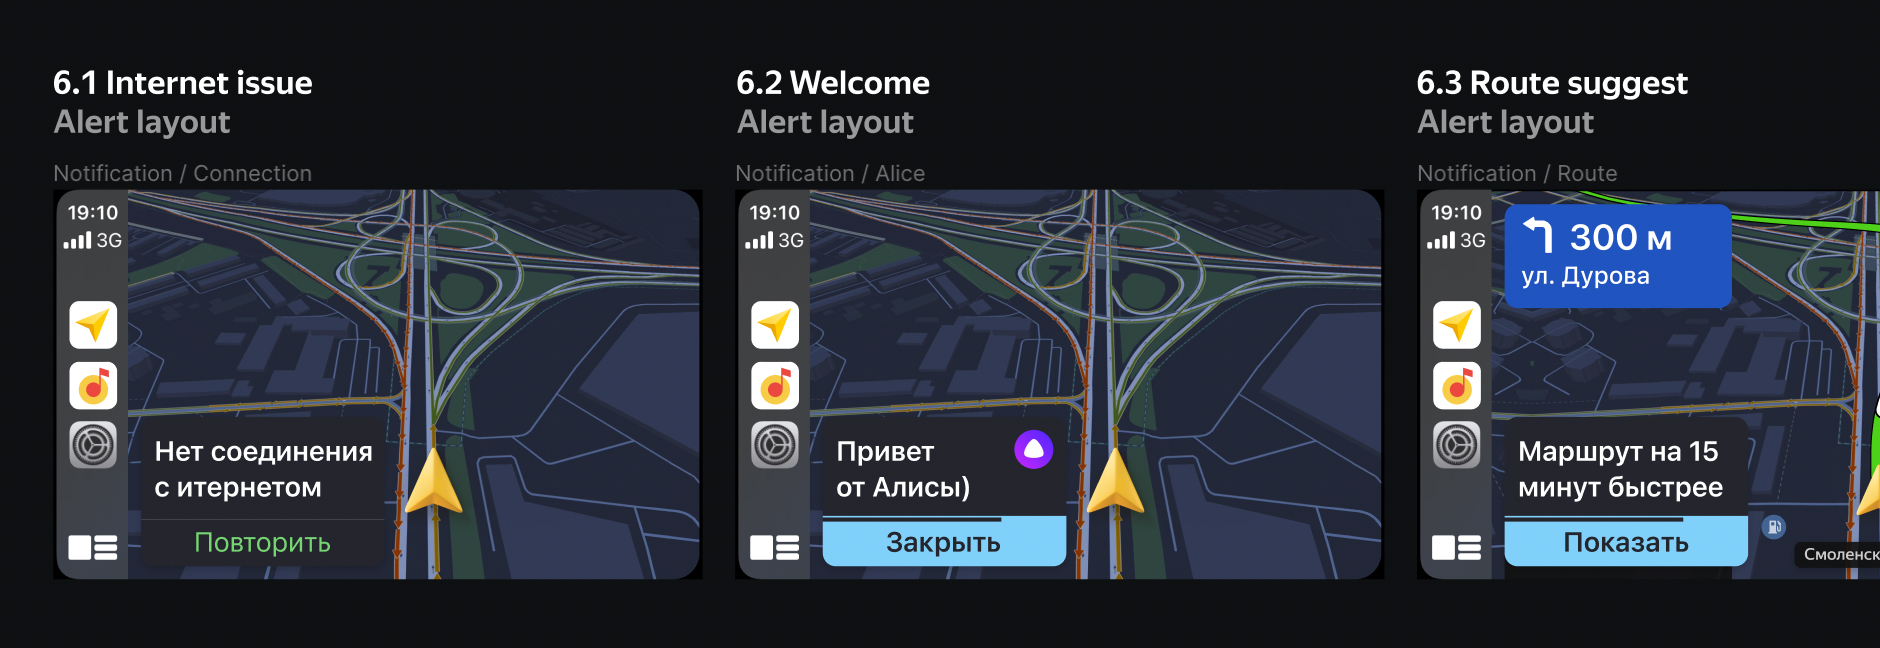 6.1 Internet issue
Alert layout
Notification / Connection
19:10
3G
Нет соединения
с итернетом
Повторить
6.2 Welcome
Alert layout
Notification / Alice
19:10
3G
Привет
от Алисы)
Закрыть
6.3 Route suggest
Alert layout
Notification / Route
19:10
3G
300 м
ул. Дурова
Маршрут на 15
минут быстрее
Показать
Смоленск